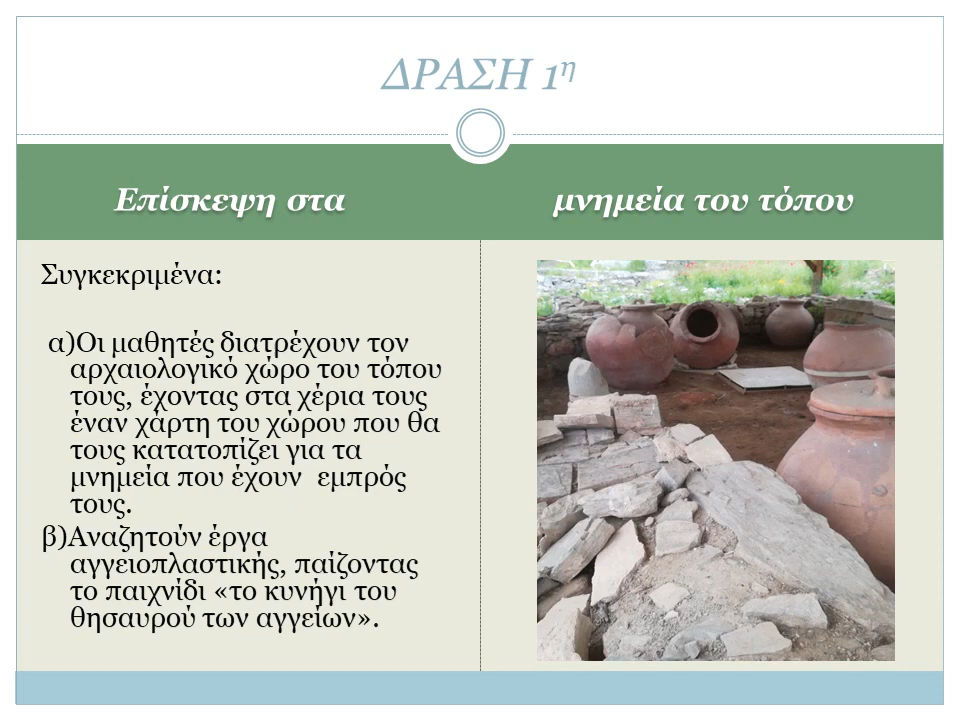 ΔΡΑΣΗ 1η
Επίσκεψη στα
μνημεία του τόπου
Συγκεκριμένα:
α)Οι μαθητές διατρέχουν τον
αρχαιολογικό χώρο του τόπου
τους, έχοντας στα χέρια τους
έναν χάρτη του χώρου που θα
τους κατατοπίζει για τα
μνημεία που έχουν εμπρός
τους.
β)Αναζητούν έργα
αγγειοπλαστικής, παίζοντας
το παιχνίδι «το κυνήγι του
θησαυρού των αγγείων».